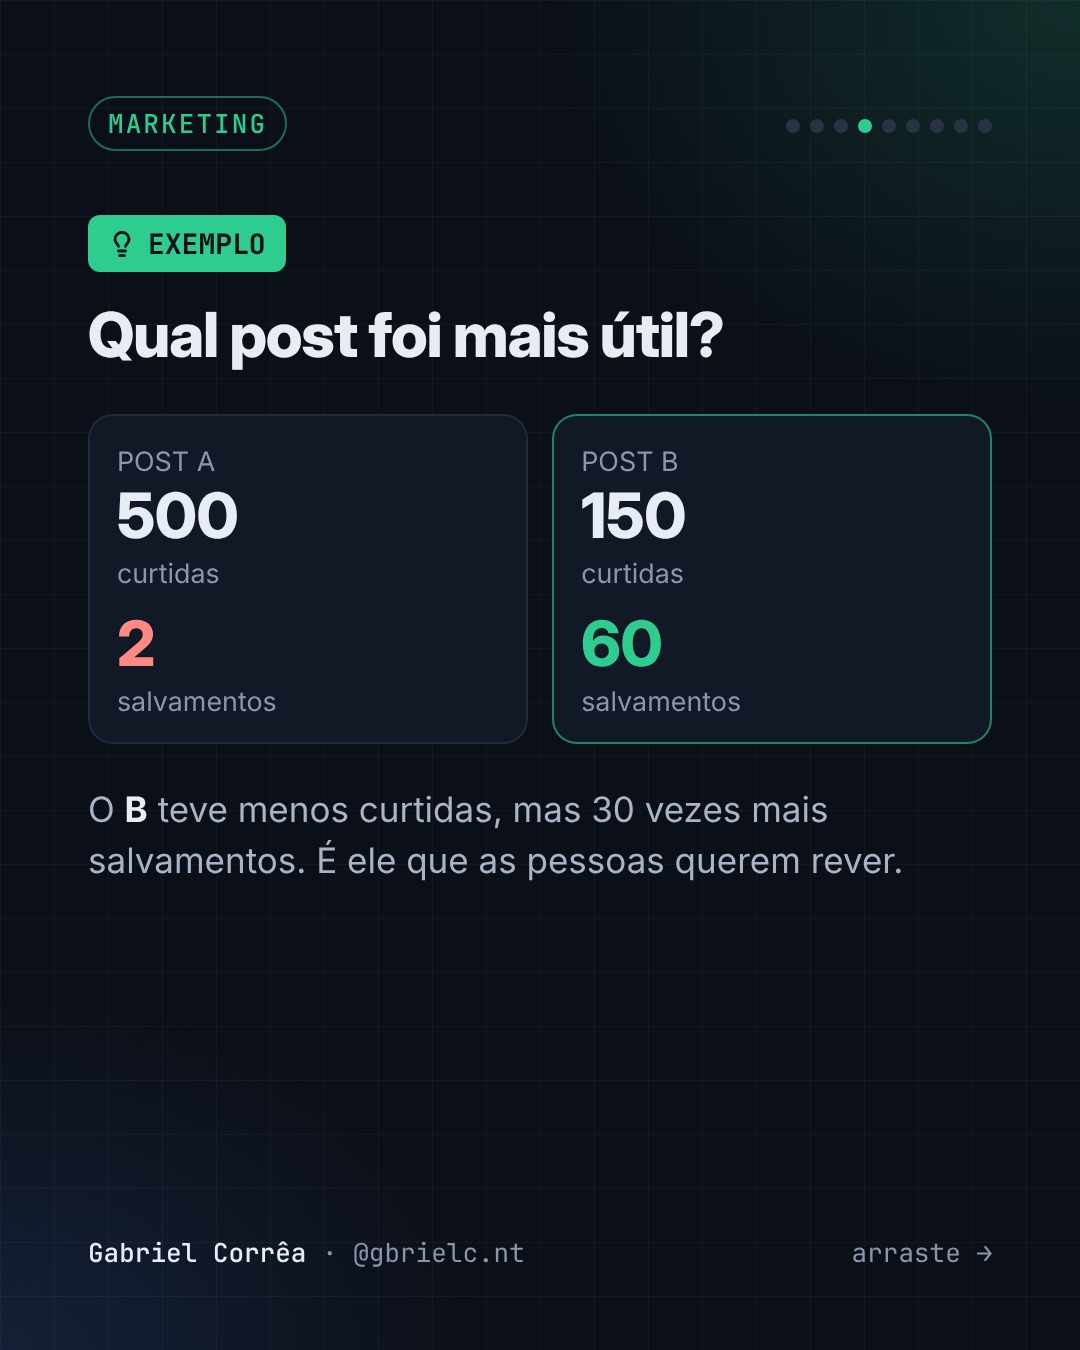 MARKETING
EXEMPLO
Qual post foi mais útil?
POST A
500
curtidas
2
salvamentos
POST B
150
curtidas
60
salvamentos
O B teve menos curtidas, mas 30 vezes mais
salvamentos. É ele que as pessoas querem rever.
Gabriel Corrêa · @gbrielc.nt
arraste →